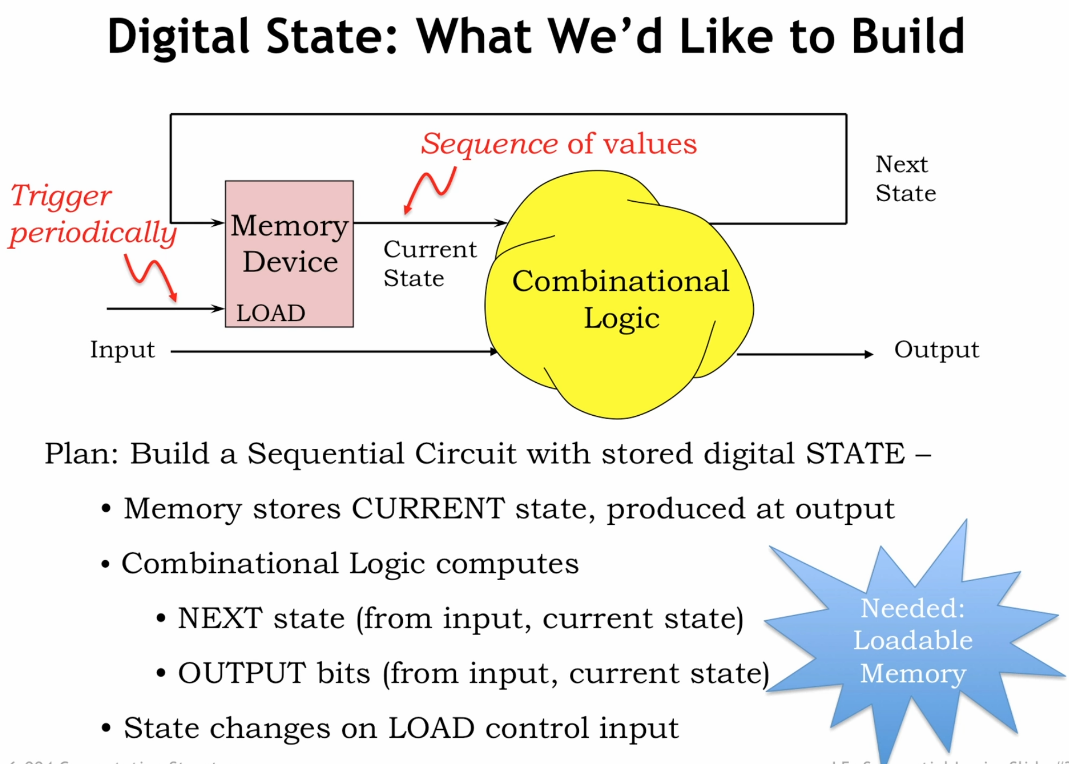 Digital State: What We'd Like to Build
Sequence of values
Next
State
Trigger
periodically
Memory
Device
LOAD
Current
State
Combinational
Logic
Input
Output
Plan: Build a Sequential Circuit with stored digital STATE –
• Memory stores CURRENT state, produced at output
• Combinational Logic computes
• NEXT state (from input, current state)
• OUTPUT bits (from input, current state)
• State changes on LOAD control input
Needed:
Loadable
Memory